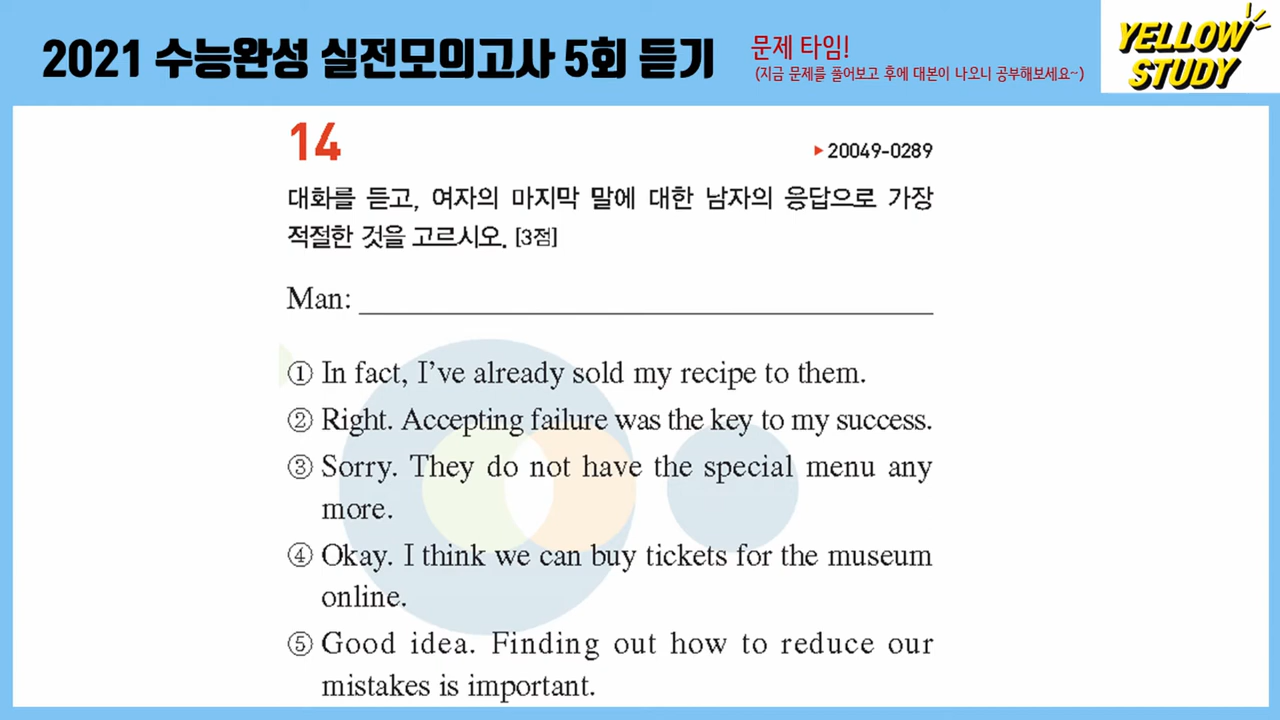 2021 수능완성 실전모의고사 5회 듣기
문제 타임!
(지금 문제를 풀어보고 후에 대본이 나오니 공부해보세요~)
YELLOW
STUDY
14
▶ 20049-0289
대화를 듣고, 여자의 마지막 말에 대한 남자의 응답으로 가장
적절한 것을 고르시오. [3점]
Man: ______________________________
① In fact, I've already sold my recipe to them.
② Right. Accepting failure was the key to my success.
③ Sorry. They do not have the special menu any
more.
④ Okay. I think we can buy tickets for the museum
online.
⑤ Good idea. Finding out how to reduce our
mistakes is important.